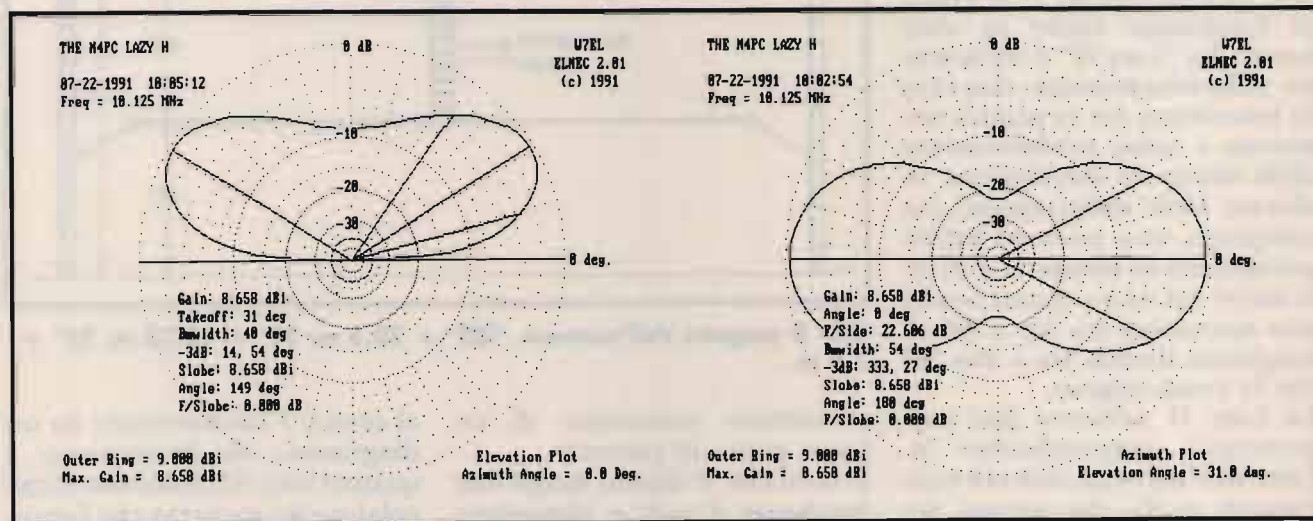 THE N4PC LAZY H
0 dB
W7EL
ELNEC 2.01
(c) 1991
07-22-1991 10:05:12
Freq = 10.125 MHz
-10
-20
-30
0 deg.
Gain: 8.658 dBi
Takeoff: 31 deg
Bmwidth: 40 deg
-3dB: 14, 54 deg
Slobe: 8.658 dBi
Angle: 149 deg
F/Slobe: 0.000 dB
Outer Ring = 9.000 dBi
Max. Gain = 8.658 dBi
Elevation Plot
Azimuth Angle = 0.0 Deg.
THE N4PC LAZY H
0 dB
W7EL
ELNEC 2.01
(c) 1991
07-22-1991 10:02:54
Freq = 10.125 MHz
-10
-20
-30
0 deg.
Gain: 8.658 dBi
Angle: 0 deg
F/Side: 22.606 dB
Bmwidth: 54 deg
-3dB: 333, 27 deg
Slobe: 8.658 dBi
Angle: 180 deg
F/Slobe: 0.000 dB
Outer Ring = 9.000 dBi
Max. Gain = 8.658 dBi
Azimuth Plot
Elevation Angle = 31.0 deg.